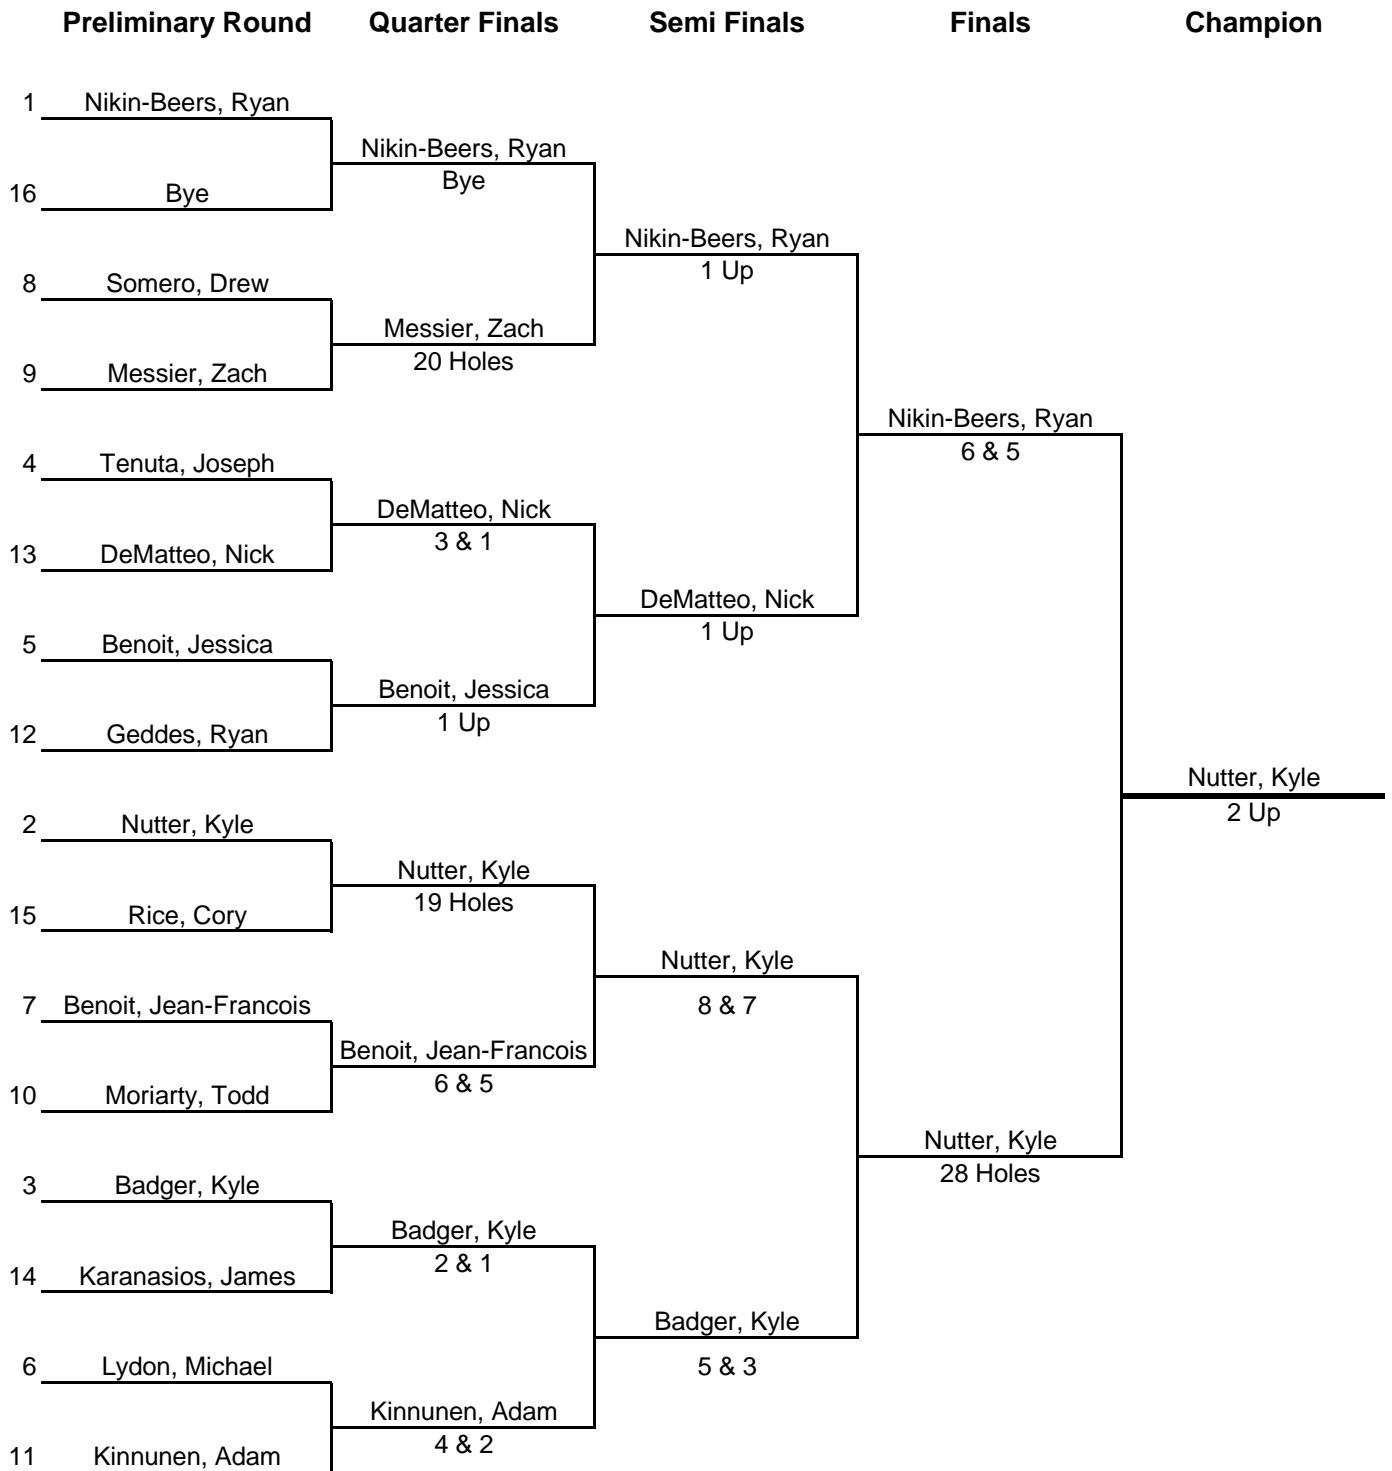 Preliminary Round Quarter Finals Semi Finals Finals Champion
1 Nikin-Beers, Ryan
Nikin-Beers, Ryan
Bye
16 Bye
Nikin-Beers, Ryan
1 Up
8 Somero, Drew
Messier, Zach
20 Holes
9 Messier, Zach
Nikin-Beers, Ryan
6 & 5
4 Tenuta, Joseph
DeMatteo, Nick
3 & 1
13 DeMatteo, Nick
DeMatteo, Nick
1 Up
5 Benoit, Jessica
Benoit, Jessica
1 Up
12 Geddes, Ryan
Nutter, Kyle
2 Up
2 Nutter, Kyle
Nutter, Kyle
19 Holes
15 Rice, Cory
Nutter, Kyle
8 & 7
7 Benoit, Jean-Francois
Benoit, Jean-Francois
6 & 5
10 Moriarty, Todd
Nutter, Kyle
28 Holes
3 Badger, Kyle
Badger, Kyle
2 & 1
14 Karanasios, James
Badger, Kyle
5 & 3
6 Lydon, Michael
Kinnunen, Adam
4 & 2
11 Kinnunen, Adam